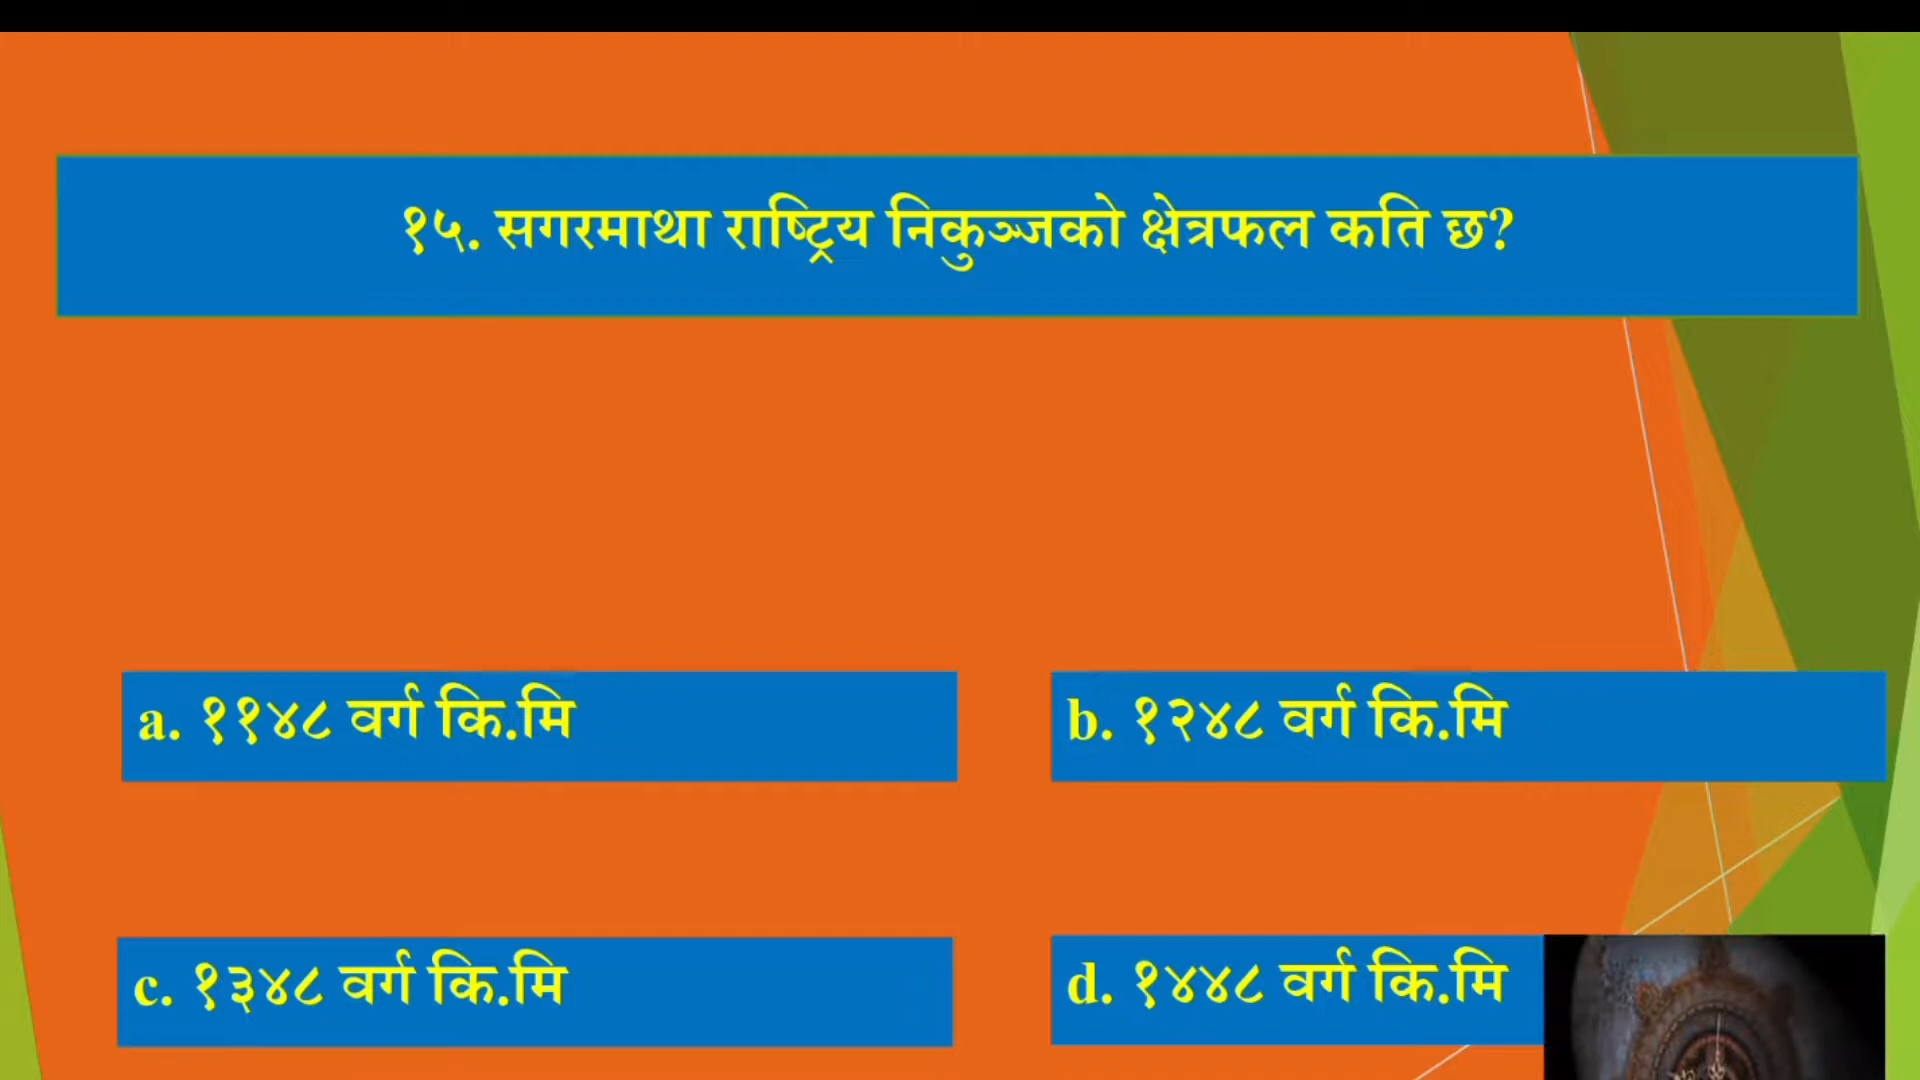 १५. सगरमाथा राष्ट्रिय निकुञ्जको क्षेत्रफल कति छ?
a. ११४८ वर्ग कि.मि
b. १२४८ वर्ग कि.मि
c. १३४८ वर्ग कि.मि
d. १४४८ वर्ग कि.मि